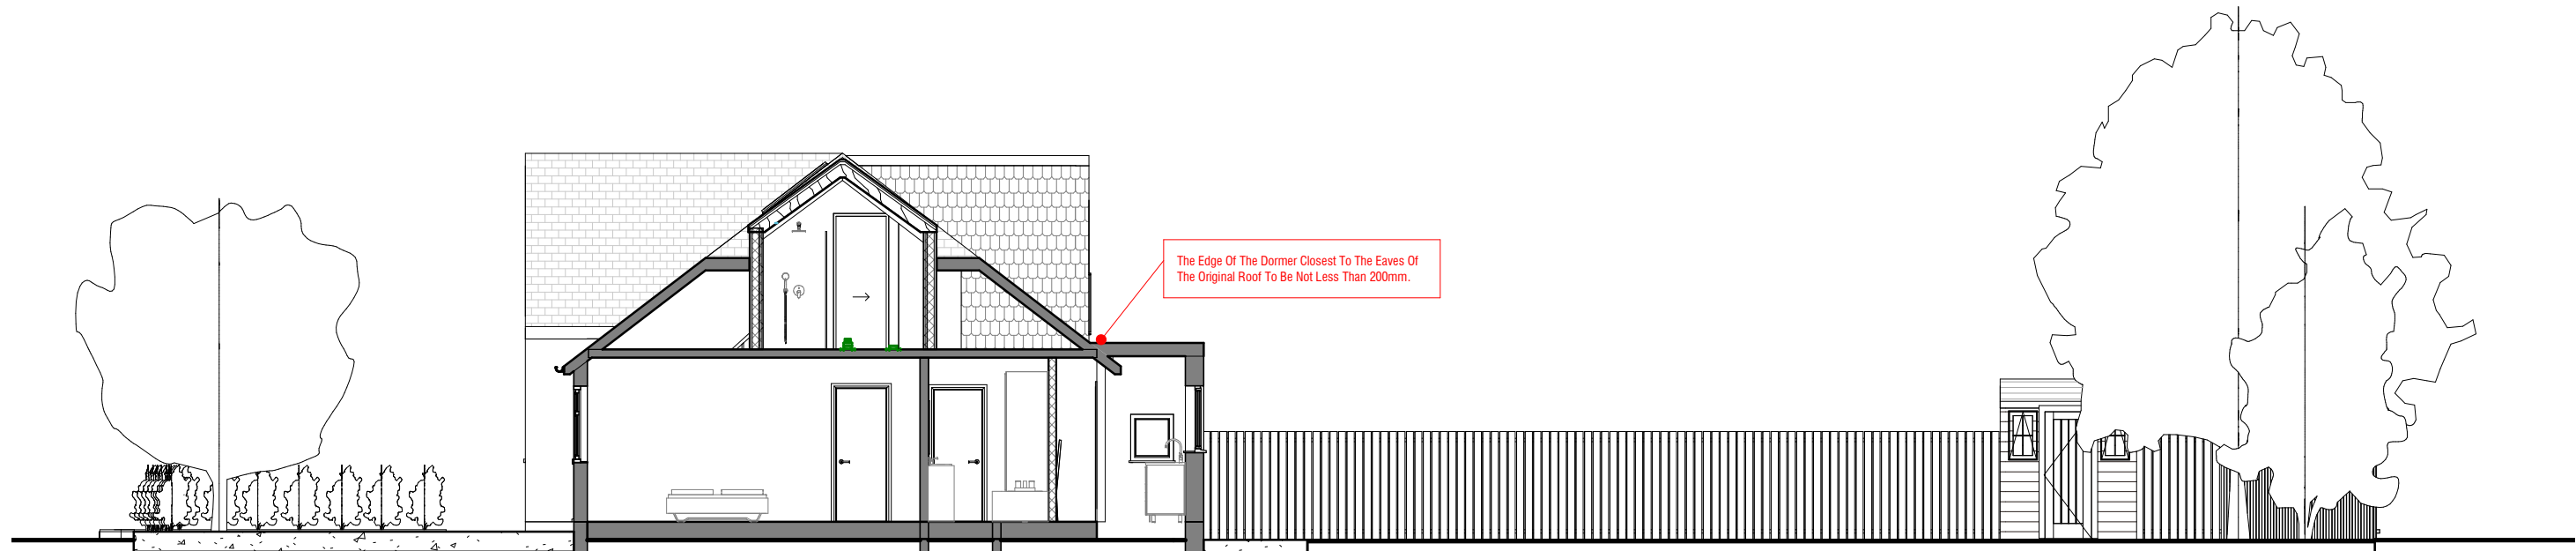 The Edge Of The Dormer Closest To The Eaves Of
The Original Roof To Be Not Less Than 200mm.